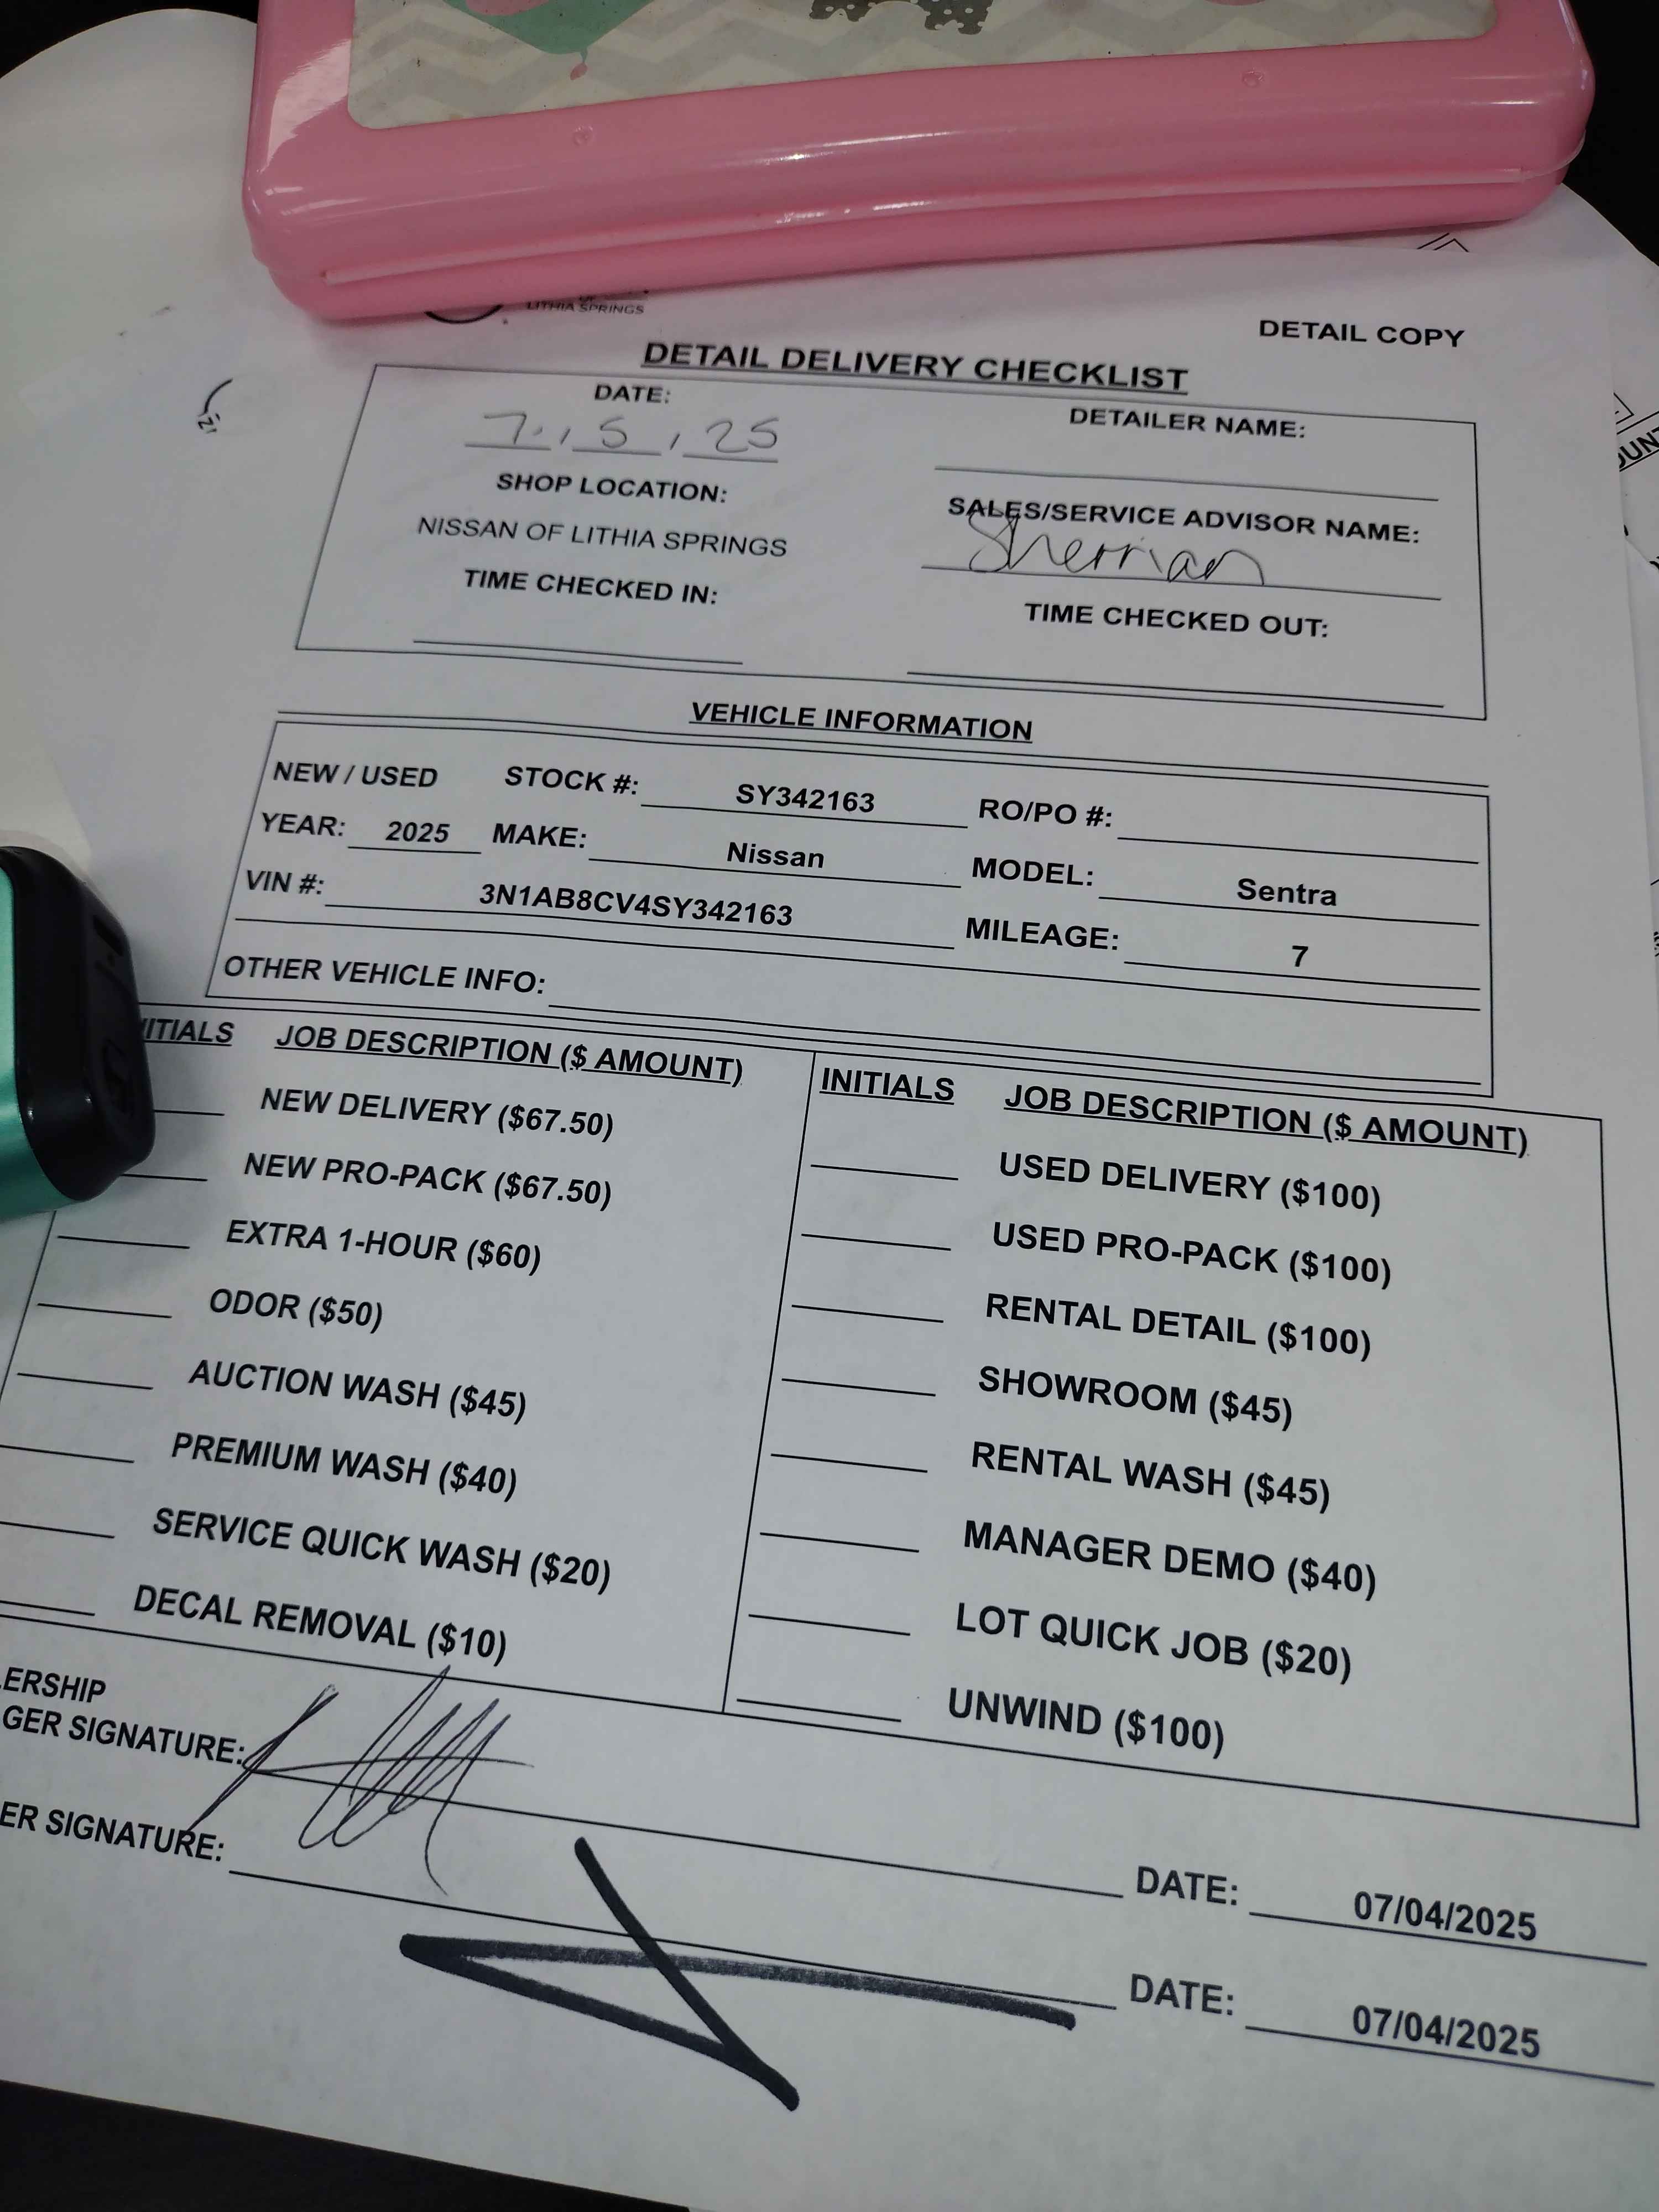 LITHIA SPRINGS
DETAIL COPY
DETAIL DELIVERY CHECKLIST
DATE:
7 , 5 , 25
DETAILER NAME:
SHOP LOCATION:
NISSAN OF LITHIA SPRINGS
SALES/SERVICE ADVISOR NAME:
Sherrian
TIME CHECKED IN:
TIME CHECKED OUT:
VEHICLE INFORMATION
NEW / USED STOCK #: SY342163 RO/PO #:
YEAR: 2025 MAKE: Nissan MODEL: Sentra
VIN #: 3N1AB8CV4SY342163 MILEAGE: 7
OTHER VEHICLE INFO:
ITIALS JOB DESCRIPTION ($ AMOUNT)
NEW DELIVERY ($67.50)
NEW PRO-PACK ($67.50)
EXTRA 1-HOUR ($60)
ODOR ($50)
AUCTION WASH ($45)
PREMIUM WASH ($40)
SERVICE QUICK WASH ($20)
DECAL REMOVAL ($10)
INITIALS JOB DESCRIPTION ($ AMOUNT)
USED DELIVERY ($100)
USED PRO-PACK ($100)
RENTAL DETAIL ($100)
SHOWROOM ($45)
RENTAL WASH ($45)
MANAGER DEMO ($40)
LOT QUICK JOB ($20)
UNWIND ($100)
ERSHIP
GER SIGNATURE: DATE: 07/04/2025
ER SIGNATURE: DATE: 07/04/2025